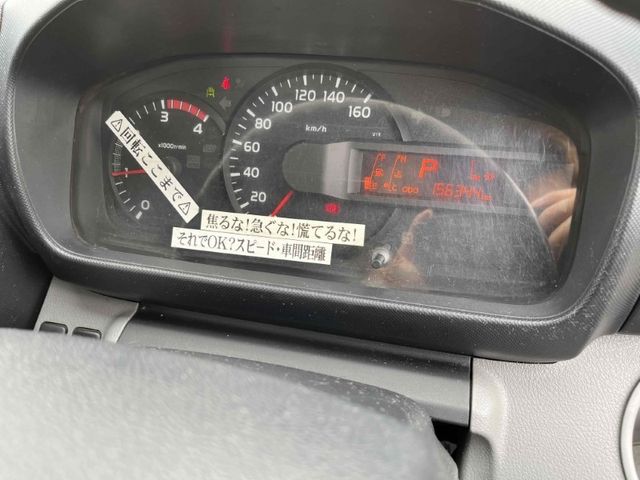 3
4
x1000r/min
0
⚠回転ここまで⚠
20
40
60
80
100
120
140
160
km/h
F
H
P
E
C
ODO
156344km
焦るな!急ぐな!慌てるな!
それでOK?スピード・車間距離